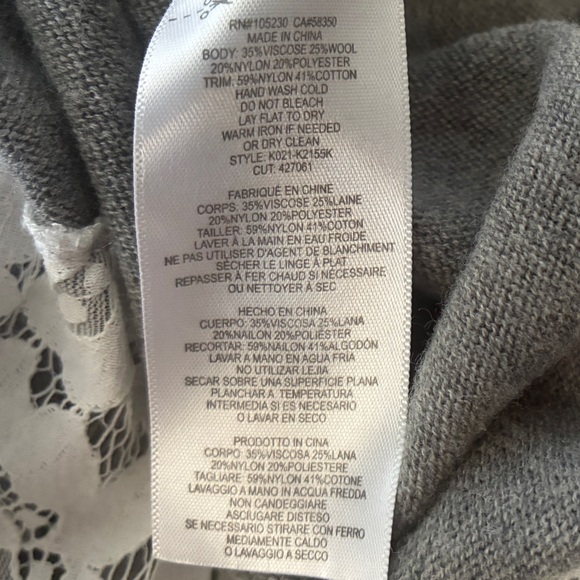 RN#105230 CA#58350
MADE IN CHINA
BODY: 35%VISCOSE 25%WOOL
20%NYLON 20%POLYESTER
TRIM: 59%NYLON 41%COTTON
HAND WASH COLD
DO NOT BLEACH
LAY FLAT TO DRY
WARM IRON IF NEEDED
OR DRY CLEAN
STYLE: K021-K2155K
CUT: 427061
FABRIQUÉ EN CHINE
CORPS: 35%VISCOSE 25%LAINE
20%NYLON 20%POLYESTER
TAILLER: 59%NYLON 41%COTON
LAVER À LA MAIN EN EAU FROIDE
NE PAS UTILISER D'AGENT DE BLANCHIMENT
SÉCHER LE LINGE À PLAT
REPASSER À FER CHAUD SI NÉCESSAIRE
OU NETTOYER A SEC
HECHO EN CHINA
CUERPO: 35%VISCOSA 25%LANA
20%NAILON 20%POLIÉSTER
RECORTAR: 59%NAILON 41%ALGODÓN
LAVAR A MANO EN AGUA FRÍA
NO UTILIZAR LEJIA
SECAR SOBRE UNA SUPERFICIE PLANA
PLANCHAR A TEMPERATURA
INTERMEDIA SI ES NECESARIO
O LAVAR EN SECO
PRODOTTO IN CINA
CORPO: 35%VISCOSA 25%LANA
20%NYLON 20%POLIESTERE
TAGLIARE: 59%NYLON 41%COTONE
LAVAGGIO A MANO IN ACQUA FREDDA
NON CANDEGGIARE
ASCIUGARE DISTESO
SE NECESSARIO STIRARE CON FERRO
MEDIAMENTE CALDO
O LAVAGGIO A SECCO